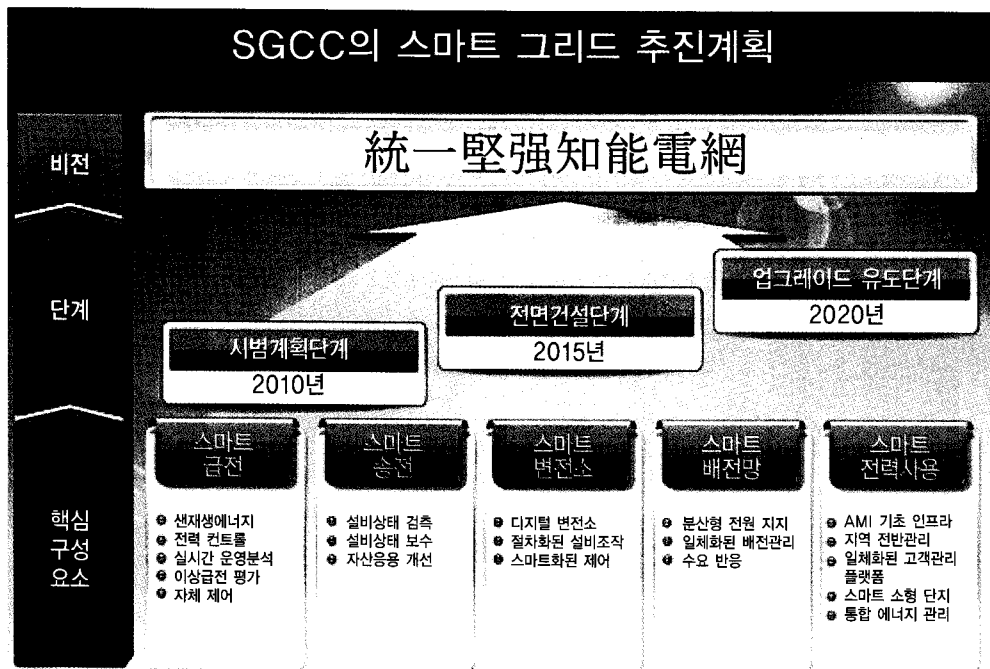 SGCC의 스마트 그리드 추진계획
비전
統一堅强知能電網
단계
업그레이드 유도단계
2020년
전면건설단계
2015년
시범계획단계
2010년
핵심
구성
요소
스마트
급전
샌재생에너지
전력 컨트롤
실시간 운영분석
이상급전 평가
자체 제어
스마트
송전
설비상태 검측
설비상태 보수
자산응용 개선
스마트
변전소
디지털 변전소
절차화된 설비조작
스마트화된 제어
스마트
배전망
분산형 전원 지지
일체화된 배전관리
수요 반응
스마트
전력사용
AMI 기초 인프라
지역 전반관리
일체화된 고객관리
플랫폼
스마트 소형 단지
통합 에너지 관리